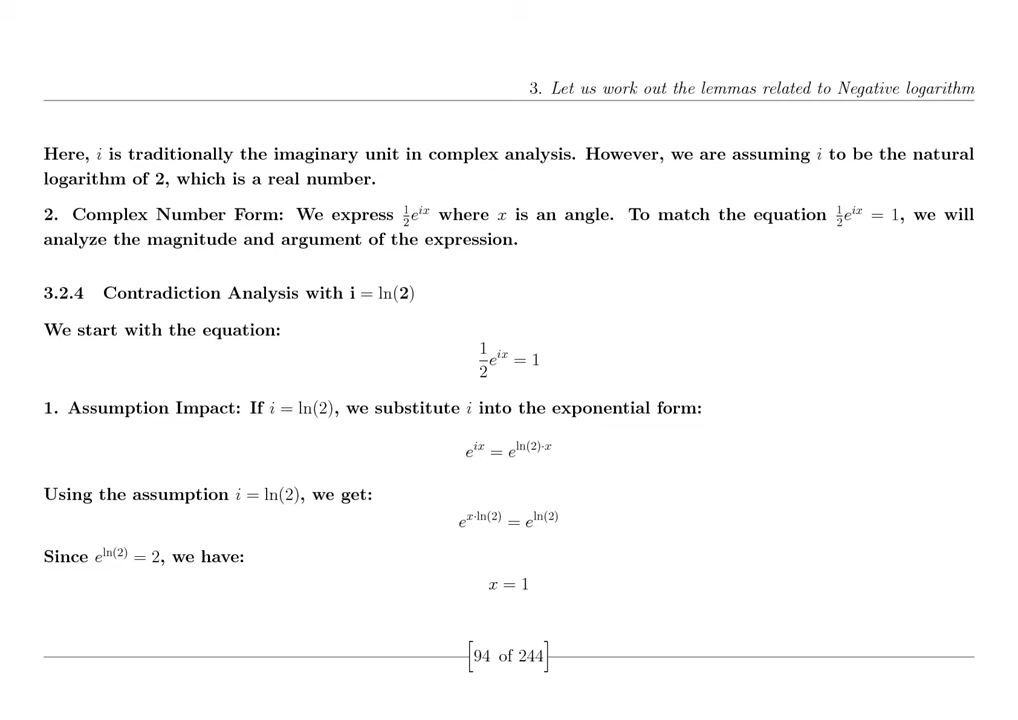 3. Let us work out the lemmas related to Negative logarithm
Here, i is traditionally the imaginary unit in complex analysis. However, we are assuming i to be the natural
logarithm of 2, which is a real number.
2. Complex Number Form: We express ½e^{ix} where x is an angle. To match the equation ½e^{ix} = 1, we will
analyze the magnitude and argument of the expression.
3.2.4 Contradiction Analysis with i = ln(2)
We start with the equation:
\frac{1}{2}e^{ix} = 1
1. Assumption Impact: If i = ln(2), we substitute i into the exponential form:
e^{ix} = e^{ln(2)·x}
Using the assumption i = ln(2), we get:
e^{x·ln(2)} = e^{ln(2)}
Since e^{ln(2)} = 2, we have:
x = 1
[94 of 244]